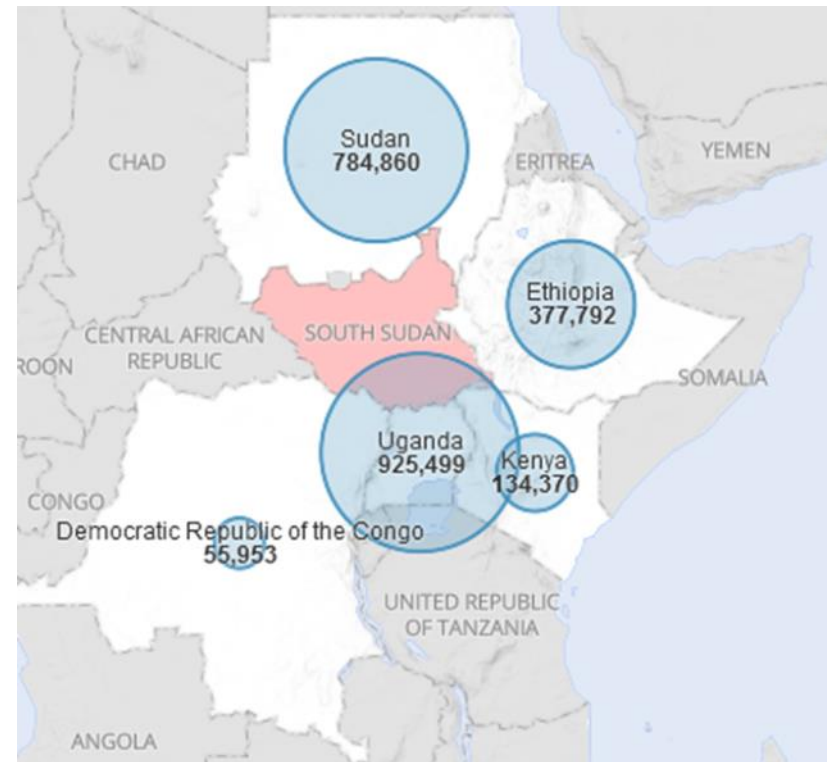 Sudan
784,860
CHAD
ERITREA
YEMEN
Ethiopia
377,792
CENTRAL AFRICAN
REPUBLIC
SOUTH SUDAN
ROON
SOMALIA
Uganda
925,499
Kenya
134,370
CONGO
Democratic Republic of the Congo
55,953
UNITED REPUBLIC
OF TANZANIA
ANGOLA